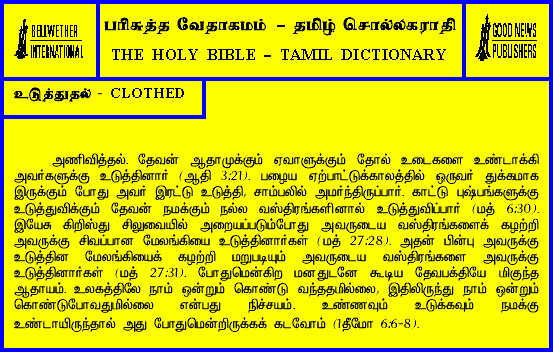 BELLWETHER
INTERNATIONAL
பரிசுத்த வேதாகமம் – தமிழ் சொல்லகராதி
THE HOLY BIBLE – TAMIL DICTIONARY
GOOD NEWS
PUBLISHERS
உடுத்துதல் - CLOTHED
அணிவித்தல். தேவன் ஆதாமுக்கும் ஏவாளுக்கும் தோல் உடைகளை உண்டாக்கி
அவர்களுக்கு உடுத்தினார் (ஆதி 3:21). பழைய ஏற்பாட்டுக்காலத்தில் ஒருவர் துக்கமாக
இருக்கும் போது அவர் இரட்டு உடுத்தி, சாம்பலில் அமர்ந்திருப்பார். காட்டு புஷ்பங்களுக்கு
உடுத்துவிக்கும் தேவன் நமக்கும் நல்ல வஸ்திரங்களினால் உடுத்துவிப்பார் (மத் 6:30).
இயேசு கிறிஸ்து சிலுவையில் அறையப்படும்போது அவருடைய வஸ்திரங்களைக் கழற்றி
அவருக்கு சிவப்பான மேலங்கியை உடுத்தினார்கள் (மத் 27:28). அதன் பின்பு அவருக்கு
உடுத்தின மேலங்கியைக் கழற்றி மறுபடியும் அவருடைய வஸ்திரங்களை அவருக்கு
உடுத்தினார்கள் (மத் 27:31). போதுமென்கிற மனதுடனே கூடிய தேவபக்தியே மிகுந்த
ஆதாயம். உலகத்திலே நாம் ஒன்றும் கொண்டு வந்ததுமில்லை, இதிலிருந்து நாம் ஒன்றும்
கொண்டுபோவதுமில்லை என்பது நிச்சயம். உண்ணவும் உடுக்கவும் நமக்கு
உண்டாயிருந்தால் அது போதுமென்றிருக்கக் கடவோம் (1தீமோ 6:6-8).